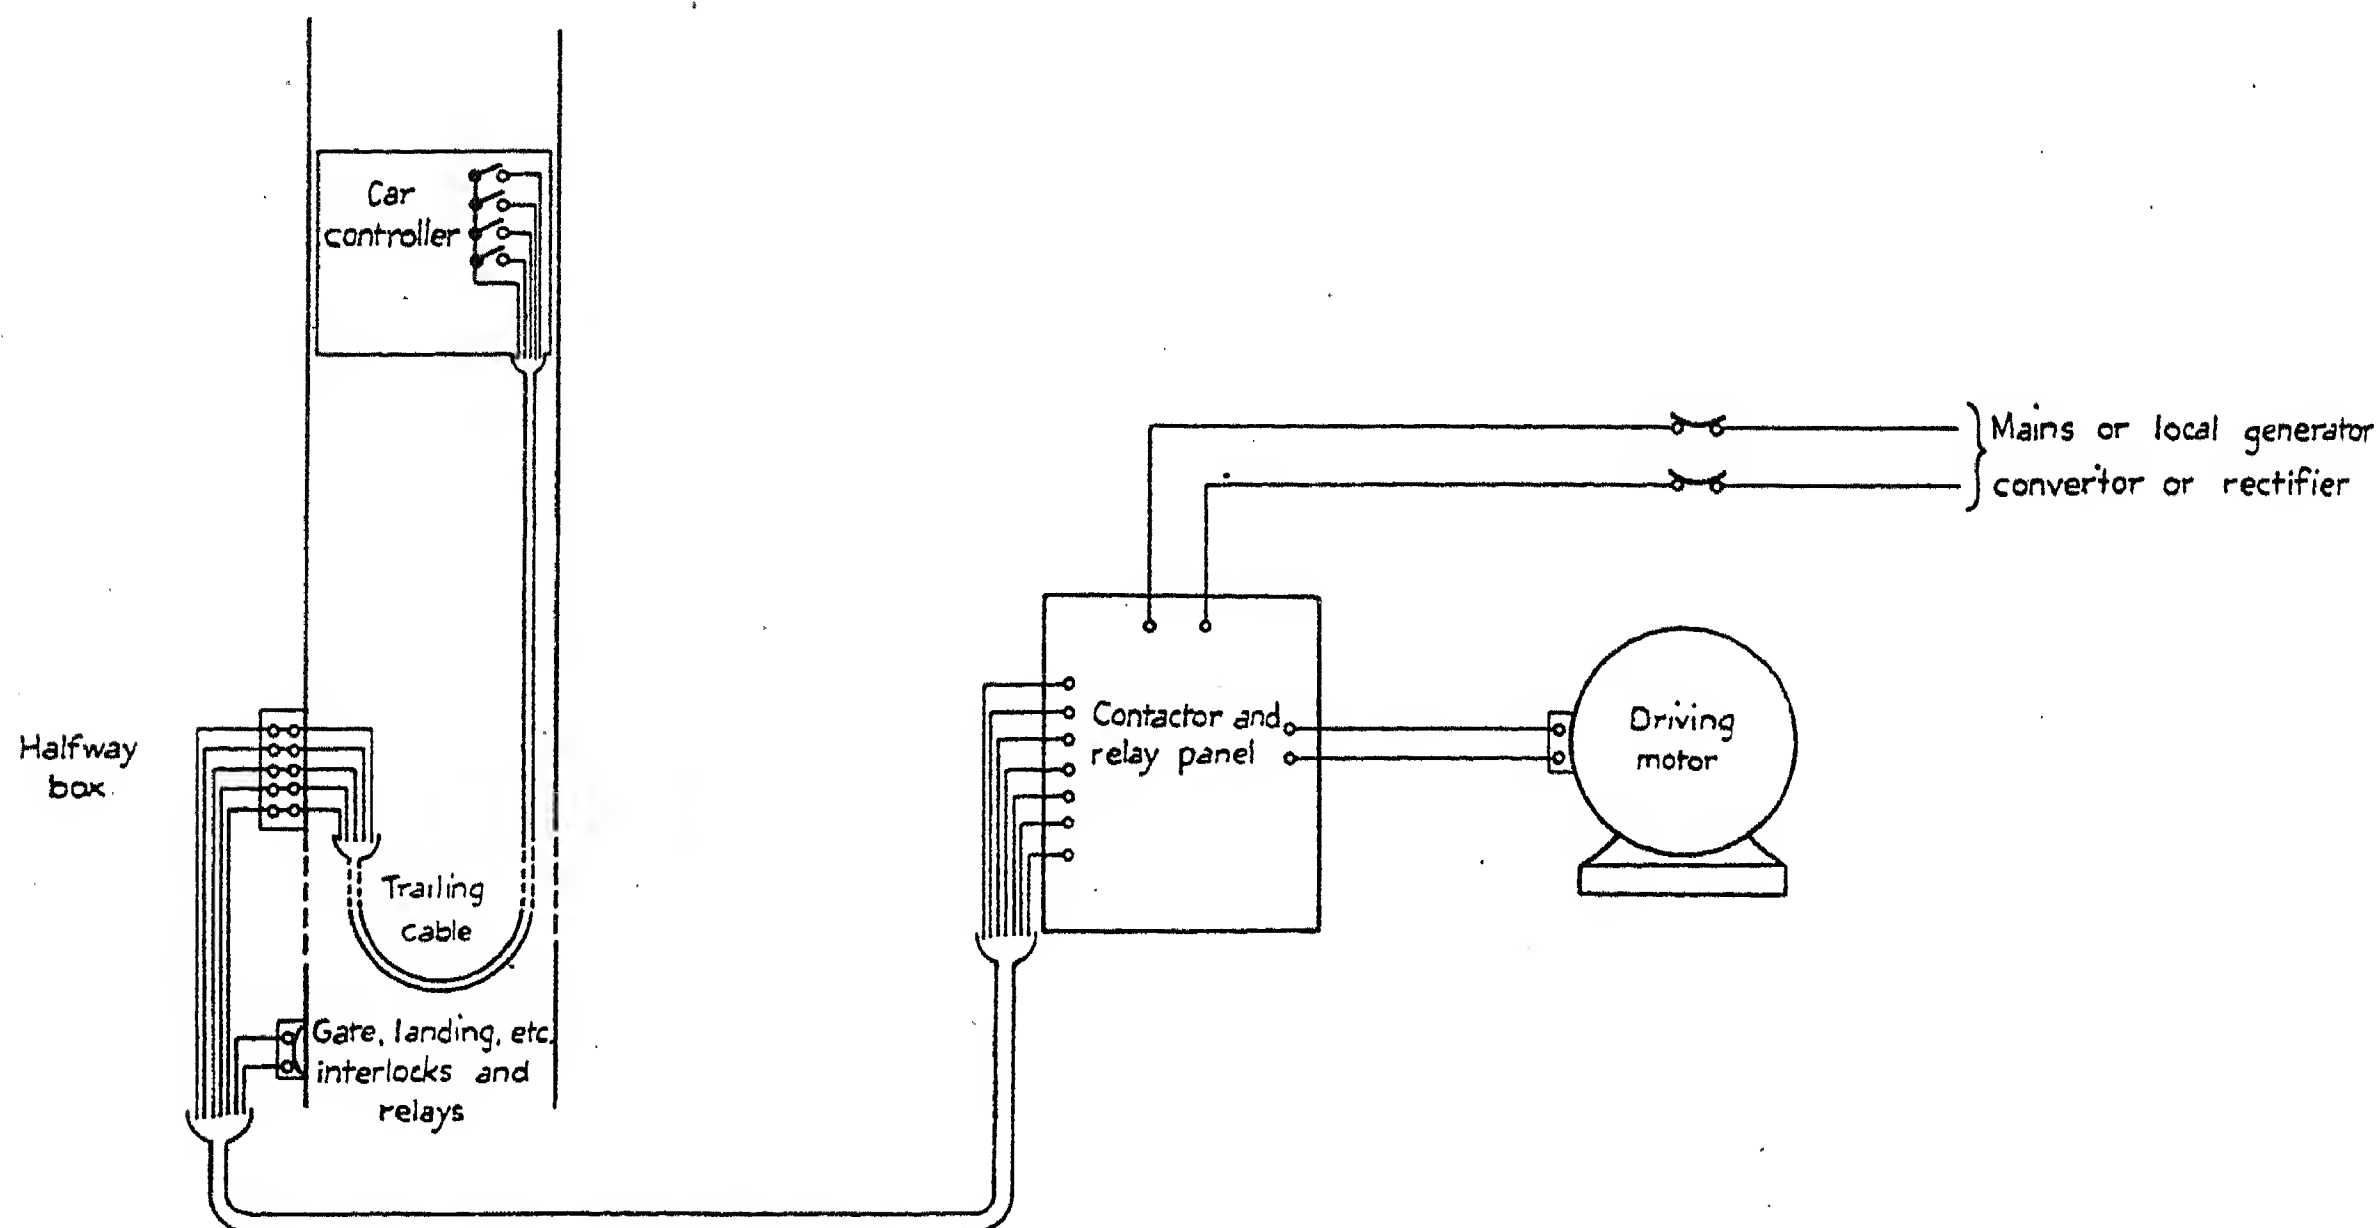 Car
controller
Mains or local generator
convertor or rectifier
Halfway
box
Contactor and
relay panel
Driving
motor
Trailing
cable
Gate, landing, etc.
interlocks and
relays